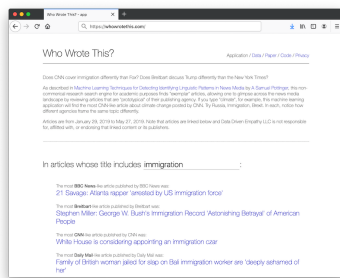 Who Wrote This? - app
https://whowrotethis.com/
Who Wrote This?
Application / Data / Paper / Code / Privacy
Does CNN cover immigration differently than Fox? Does Breitbart discuss Trump differently than the New York Times?
As described in Machine Learning Techniques for Detecting Identifying Linguistic Patterns in News Media by A Samuel Pottinger, this non-
commercial research engine for academic purposes finds "exemplar" articles, allowing one to glimpse across the news media
landscape by reviewing articles that are "prototypical" of their publishing agency. If you type "climate", for example, this machine learning
application will find the most CNN-like article about climate change posted by CNN. Try Russia, Immigration, Brexit. In each, notice how
different agencies frame the same topic differently.
Articles are from January 29, 2019 to May 27, 2019. Note that articles are linked below and Data Driven Empathy LLC is not responsible
for, affiliated with, or endorsing that linked content or its publishers.
In articles whose title includes immigration :
The most BBC News-like article published by BBC News was:
21 Savage: Atlanta rapper 'arrested by US immigration force'
The most Breitbart-like article published by Breitbart was:
Stephen Miller: George W. Bush's Immigration Record 'Astonishing Betrayal' of American
People
The most CNN-like article published by CNN was:
White House is considering appointing an immigration czar
The most Daily Mail-like article published by Daily Mail was:
Family of British woman jailed for slap on Bali immigration worker are 'deeply ashamed of
her'